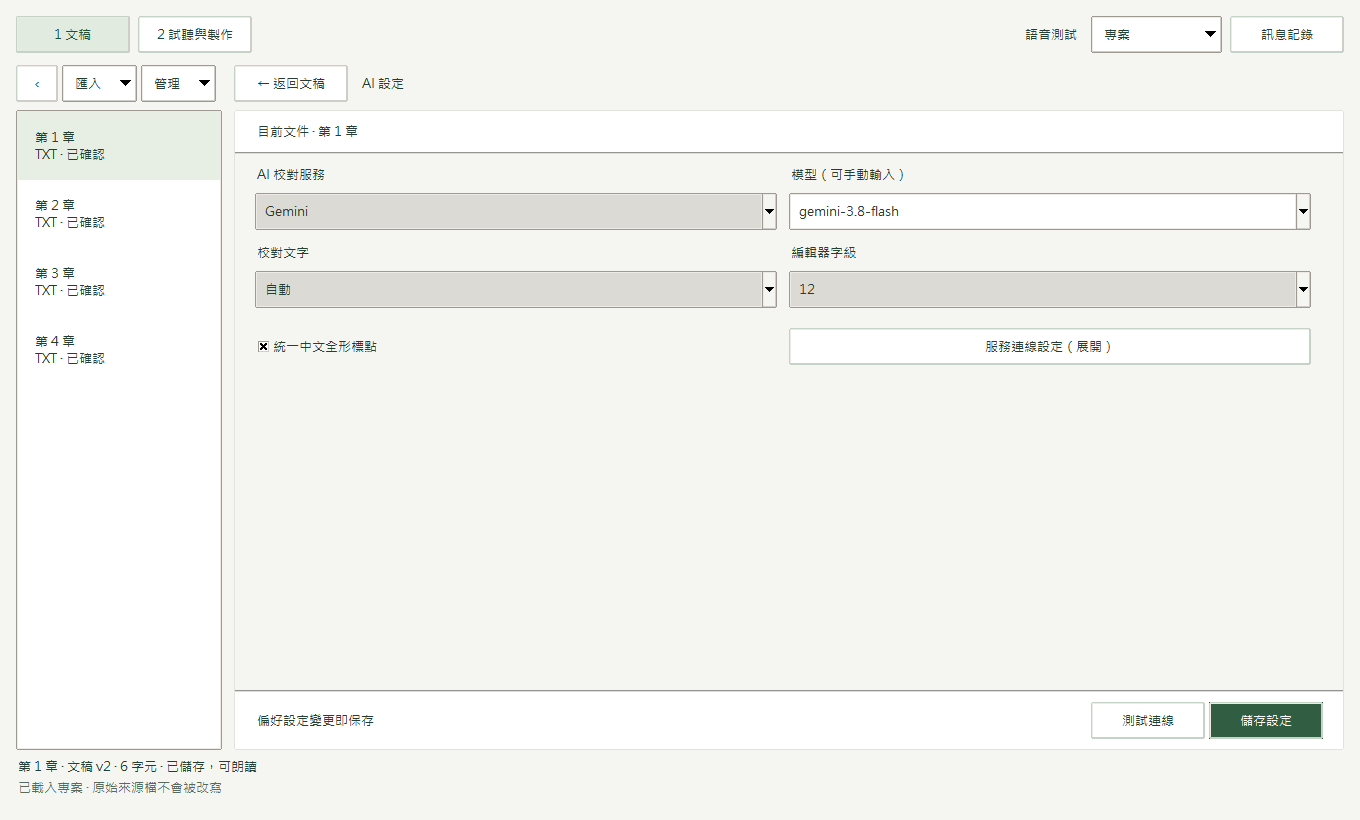 1 文稿
2 試聽與製作
語音測試
專案
訊息記錄
‹
匯入
管理
← 返回文稿
AI 設定
第 1 章
TXT · 已確認
第 2 章
TXT · 已確認
第 3 章
TXT · 已確認
第 4 章
TXT · 已確認
目前文件 · 第 1 章
AI 校對服務
模型（可手動輸入）
Gemini
gemini-3.8-flash
校對文字
編輯器字級
自動
12
統一中文全形標點
服務連線設定（展開）
偏好設定變更即保存
測試連線
儲存設定
第 1 章 · 文稿 v2 · 6 字元 · 已儲存，可朗讀
已載入專案 · 原始來源檔不會被改寫